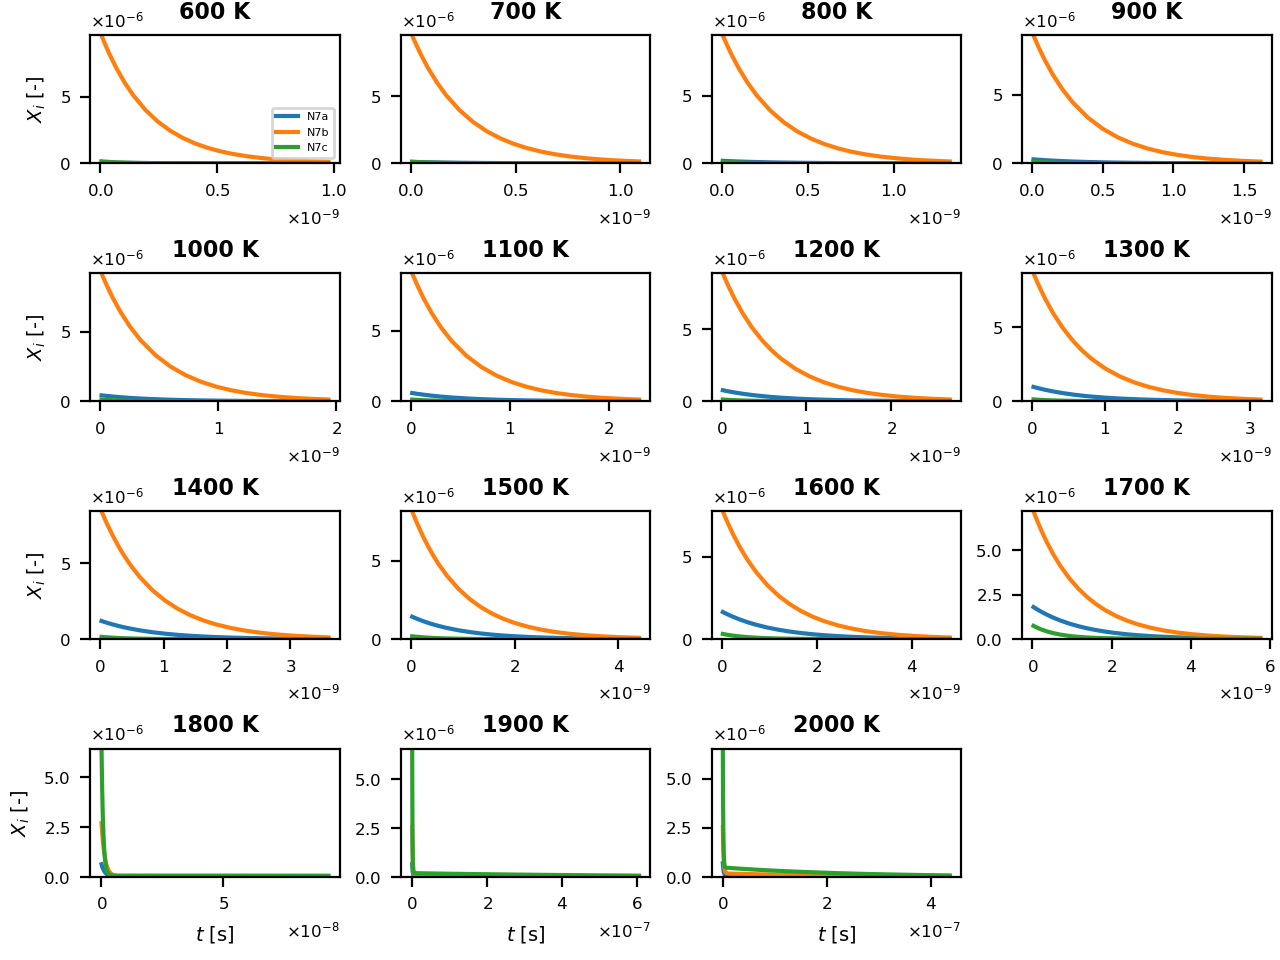 ×10⁻⁶ 600 K ×10⁻⁶ 700 K ×10⁻⁶ 800 K ×10⁻⁶ 900 K
Xᵢ [-]
5 5 5 5
N7a
N7b
N7c
0 0 0 0
0.0 0.5 1.0 0.0 0.5 1.0 0.0 0.5 1.0 0.0 0.5 1.0 1.5
×10⁻⁹ ×10⁻⁹ ×10⁻⁹ ×10⁻⁹
×10⁻⁶ 1000 K ×10⁻⁶ 1100 K ×10⁻⁶ 1200 K ×10⁻⁶ 1300 K
Xᵢ [-]
5 5 5 5
0 0 0 0
0 1 2 0 1 2 0 1 2 0 1 2 3
×10⁻⁹ ×10⁻⁹ ×10⁻⁹ ×10⁻⁹
×10⁻⁶ 1400 K ×10⁻⁶ 1500 K ×10⁻⁶ 1600 K ×10⁻⁶ 1700 K
Xᵢ [-]
5 5 5 5.0
2.5
0 0 0 0.0
0 1 2 3 0 2 4 0 2 4 0 2 4 6
×10⁻⁹ ×10⁻⁹ ×10⁻⁹ ×10⁻⁹
×10⁻⁶ 1800 K ×10⁻⁶ 1900 K ×10⁻⁶ 2000 K
Xᵢ [-]
5.0 5.0 5.0
2.5 2.5 2.5
0.0 0.0 0.0
0 5 0 2 4 6 0 2 4
t [s] ×10⁻⁸ t [s] ×10⁻⁷ t [s] ×10⁻⁷